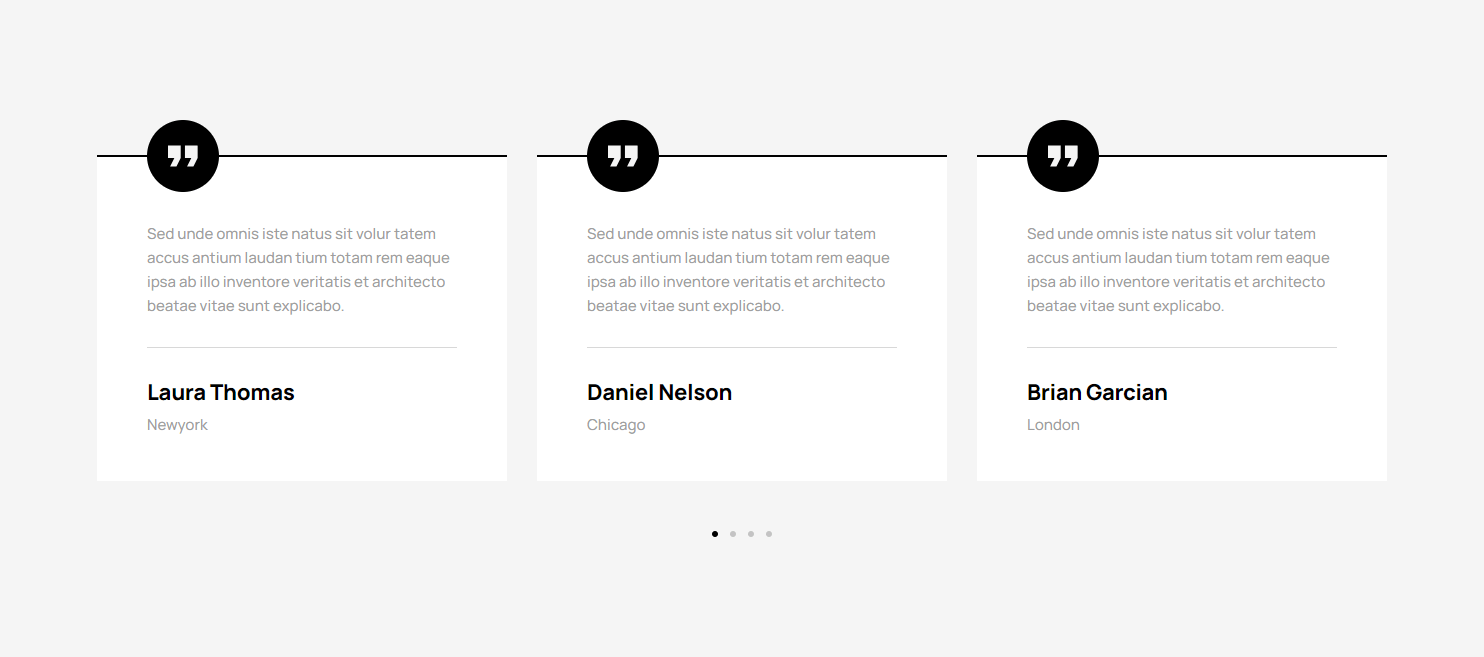 Sed unde omnis iste natus sit volur tatem
accus antium laudan tium totam rem eaque
ipsa ab illo inventore veritatis et architecto
beatae vitae sunt explicabo.
Laura Thomas
Newyork
Sed unde omnis iste natus sit volur tatem
accus antium laudan tium totam rem eaque
ipsa ab illo inventore veritatis et architecto
beatae vitae sunt explicabo.
Daniel Nelson
Chicago
Sed unde omnis iste natus sit volur tatem
accus antium laudan tium totam rem eaque
ipsa ab illo inventore veritatis et architecto
beatae vitae sunt explicabo.
Brian Garcian
London